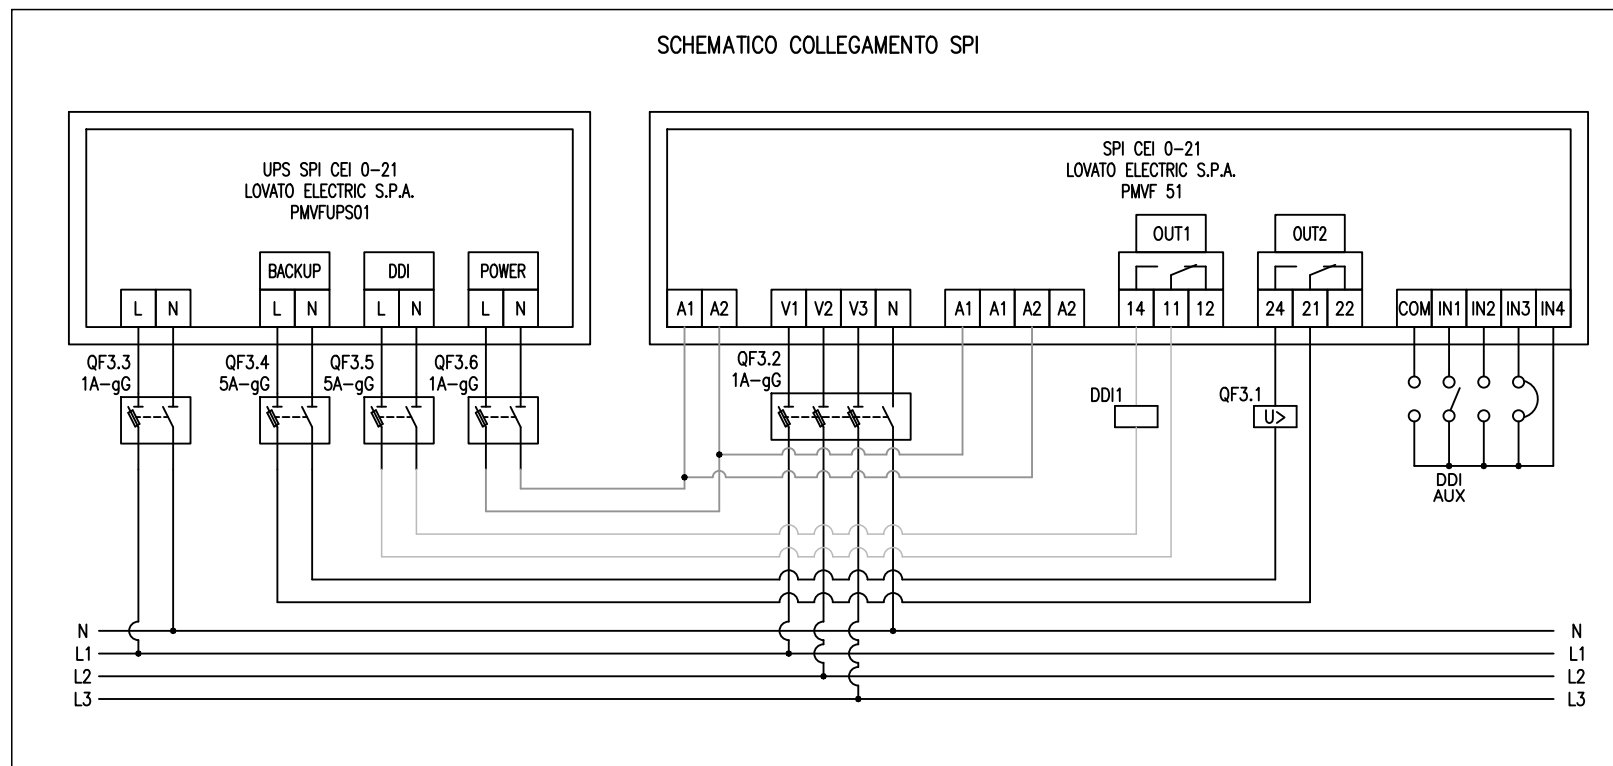 SCHEMATICO COLLEGAMENTO SPI
UPS SPI CEI 0-21
LOVATO ELECTRIC S.P.A.
PMVFUPS01
BACKUP
DDI
POWER
L N
L N
L N
L N
QF3.3
1A-gG
QF3.4
5A-gG
QF3.5
5A-gG
QF3.6
1A-gG
SPI CEI 0-21
LOVATO ELECTRIC S.P.A.
PMVF 51
OUT1
OUT2
A1 A2
V1 V2 V3 N
A1 A1 A2 A2
14 11 12
24 21 22
COM IN1 IN2 IN3 IN4
QF3.2
1A-gG
DDI1
QF3.1
U>
DDI
AUX
N N
L1 L1
L2 L2
L3 L3